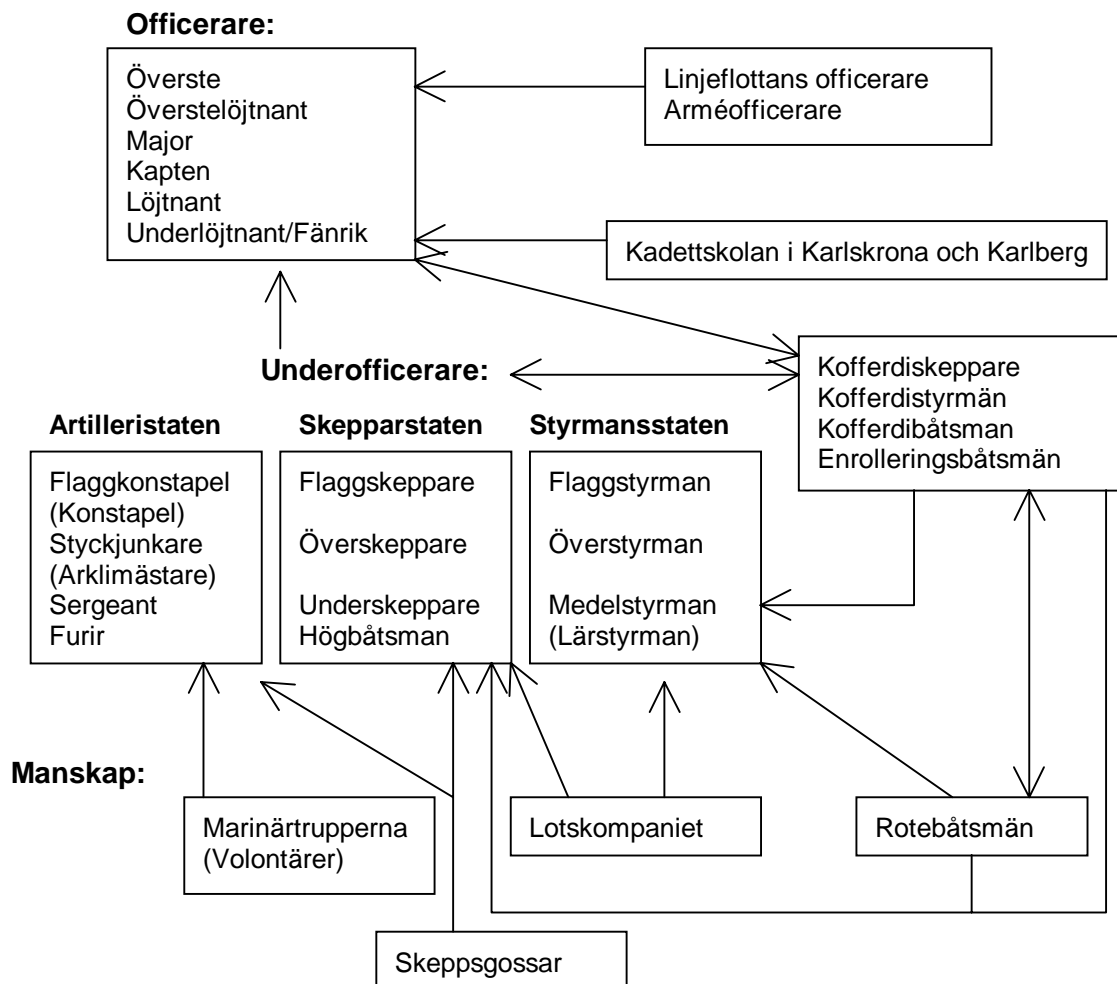 Officerare:
Överste
Överstelöjtnant
Major
Kapten
Löjtnant
Underlöjtnant/Fänrik
Linjeflottans officerare
Arméofficerare
Kadettskolan i Karlskrona och Karlberg
Underofficerare:
Kofferdiskeppare
Kofferdistyrmän
Kofferdibåtsman
Enrolleringsbåtsmän
Artilleristaten
Flaggkonstapel
(Konstapel)
Styckjunkare
(Arklimästare)
Sergeant
Furir
Skepparstaten
Flaggskeppare
Överskeppare
Underskeppare
Högbåtsman
Styrmansstaten
Flaggstyrman
Överstyrman
Medelstyrman
(Lärstyrman)
Manskap:
Marinärtrupperna
(Volontärer)
Lotskompaniet
Rotebåtsmän
Skeppsgossar